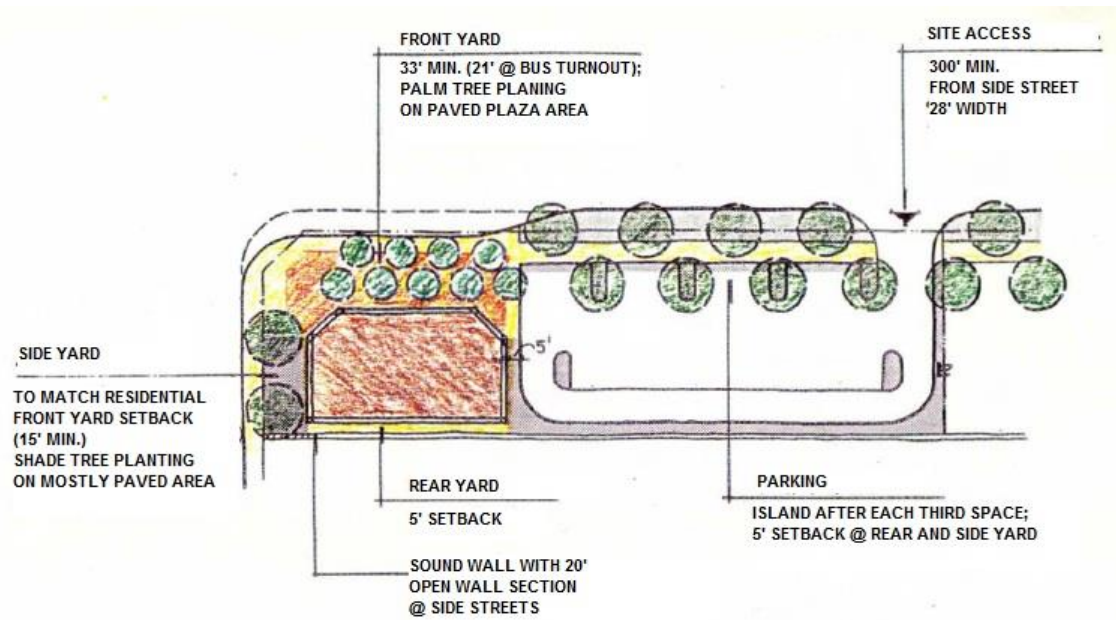 FRONT YARD
33' MIN. (21' @ BUS TURNOUT);
PALM TREE PLANING
ON PAVED PLAZA AREA
SITE ACCESS
300' MIN.
FROM SIDE STREET
'28' WIDTH
5'
SIDE YARD
TO MATCH RESIDENTIAL
FRONT YARD SETBACK
(15' MIN.)
SHADE TREE PLANTING
ON MOSTLY PAVED AREA
REAR YARD
5' SETBACK
PARKING
ISLAND AFTER EACH THIRD SPACE;
5' SETBACK @ REAR AND SIDE YARD
SOUND WALL WITH 20'
OPEN WALL SECTION
@ SIDE STREETS